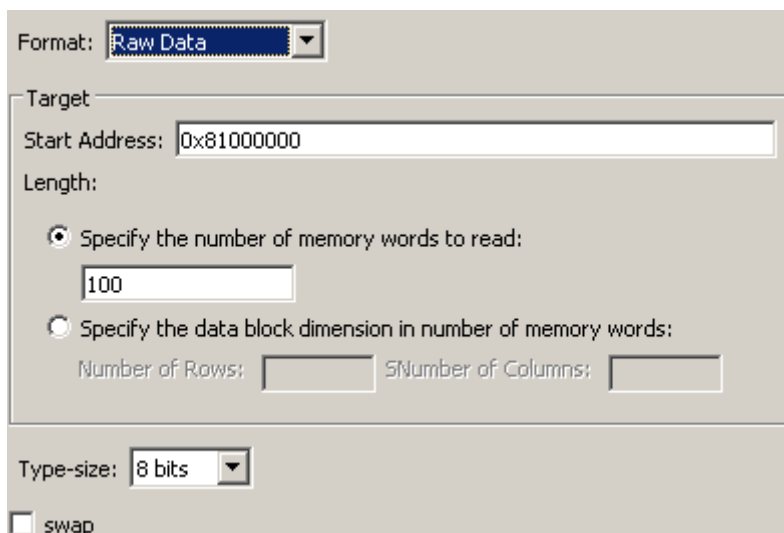 Format: Raw Data
Target
Start Address: 0x81000000
Length:
Specify the number of memory words to read:
100
Specify the data block dimension in number of memory words:
Number of Rows: SNumber of Columns:
Type-size: 8 bits
swap